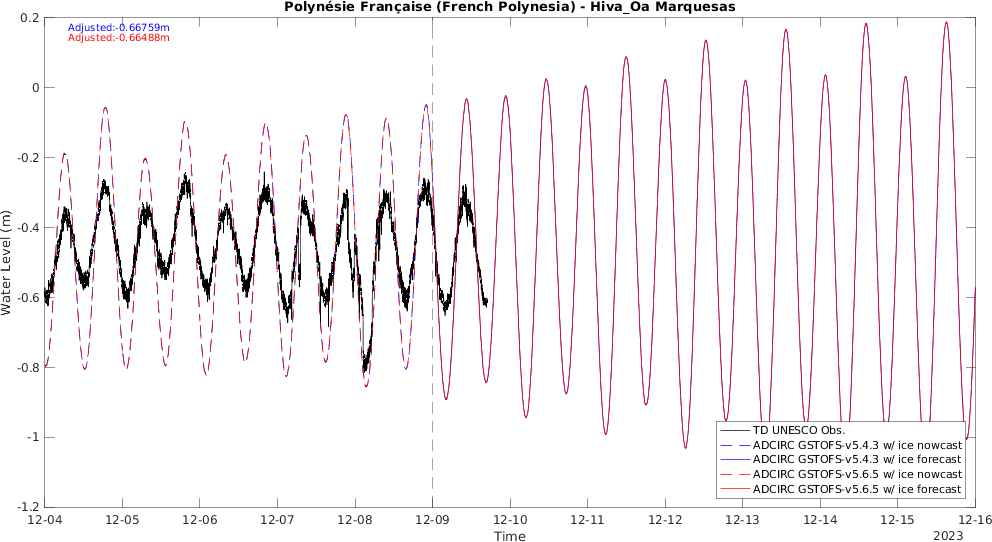 Polynésie Française (French Polynesia) - Hiva_Oa Marquesas
Adjusted:-0.66759m
Adjusted:-0.66488m
Water Level (m)
0.2
0
-0.2
-0.4
-0.6
-0.8
-1
-1.2
TD UNESCO Obs.
ADCIRC GSTOFS-v5.4.3 w/ ice nowcast
ADCIRC GSTOFS-v5.4.3 w/ ice forecast
ADCIRC GSTOFS-v5.6.5 w/ ice nowcast
ADCIRC GSTOFS-v5.6.5 w/ ice forecast
12-04 12-05 12-06 12-07 12-08 12-09 12-10 12-11 12-12 12-13 12-14 12-15 12-16
Time
2023